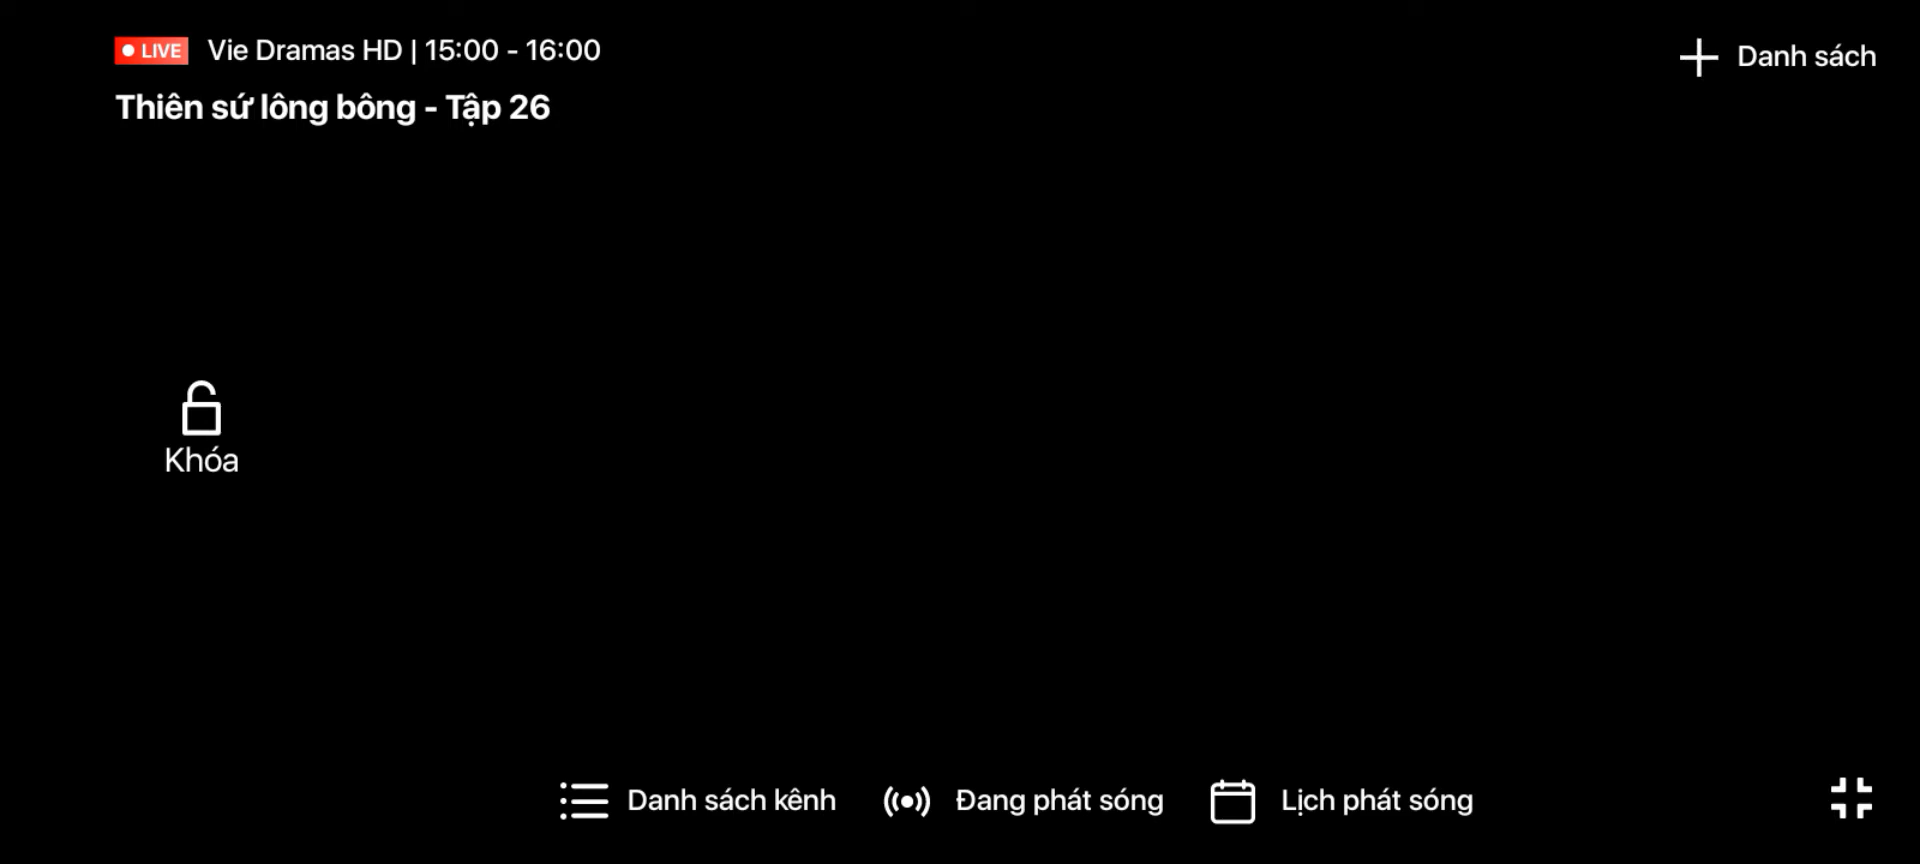 LIVE Vie Dramas HD | 15:00 - 16:00
Thiên sứ lông bông - Tập 26
Danh sách
Khóa
Danh sách kênh Đang phát sóng Lịch phát sóng